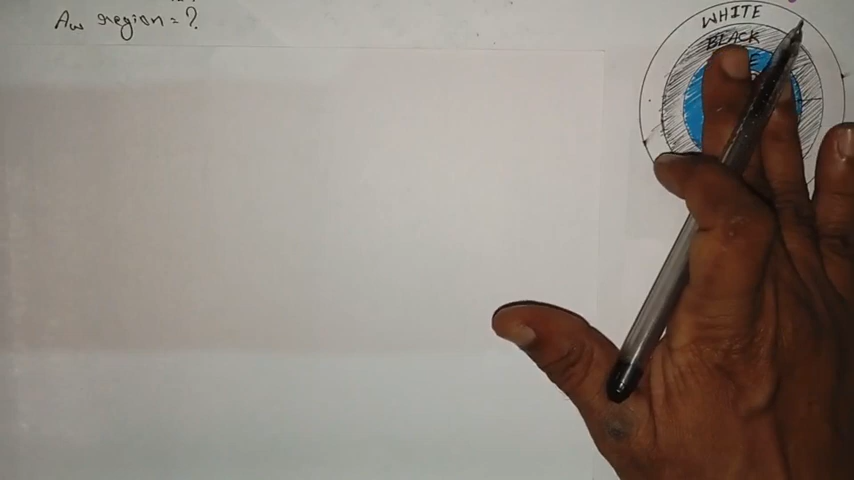 Aw region = ?
WHITE
BLACK